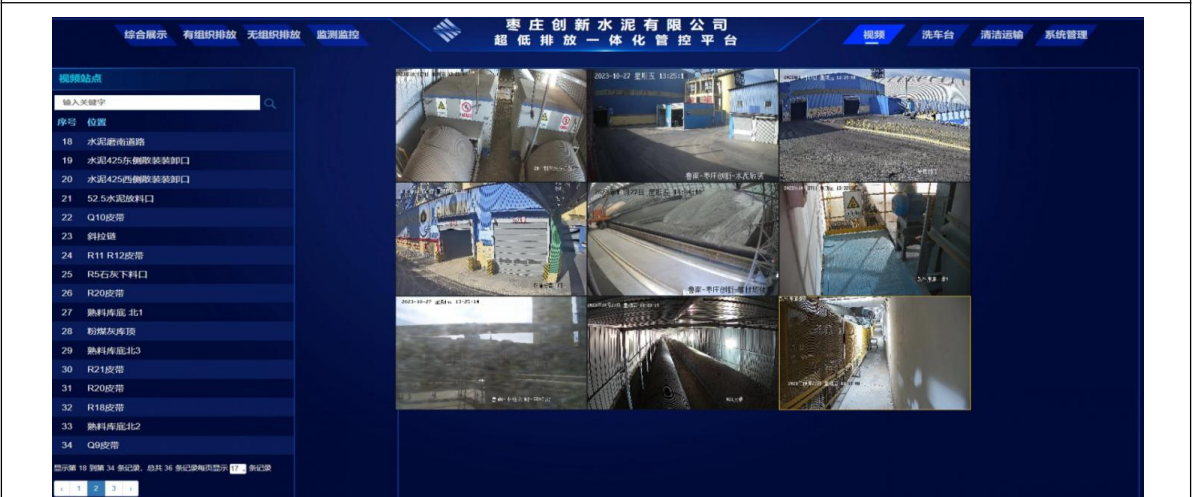 枣庄创新水泥有限公司
超低排放一体化管控平台
综合展示 有组织排放 无组织排放 监测监控 视频 洗车台 清洁运输 系统管理
视频站点
输入关键字
序号 位置
18 水泥磨南道路
19 水泥425东侧散装装卸口
20 水泥425西侧散装装卸口
21 52.5水泥放料口
22 Q10皮带
23 斜拉链
24 R11 R12皮带
25 R5石灰下料口
26 R20皮带
27 熟料库底 北1
28 粉煤灰库顶
29 熟料库底北3
30 R21皮带
31 R20皮带
32 R18皮带
33 熟料库底北2
34 Q9皮带
显示第 18 到第 34 条记录，总共 36 条记录每页显示 17 条记录
‹ 1 2 3 ›
2023-10-27 星期五 13:25:1